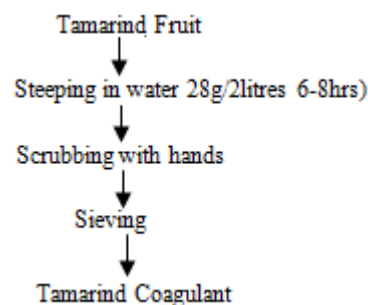 Tamarind Fruit
Steeping in water 28g/2litres 6-8hrs)
Scrubbing with hands
Sieving
Tamarind Coagulant